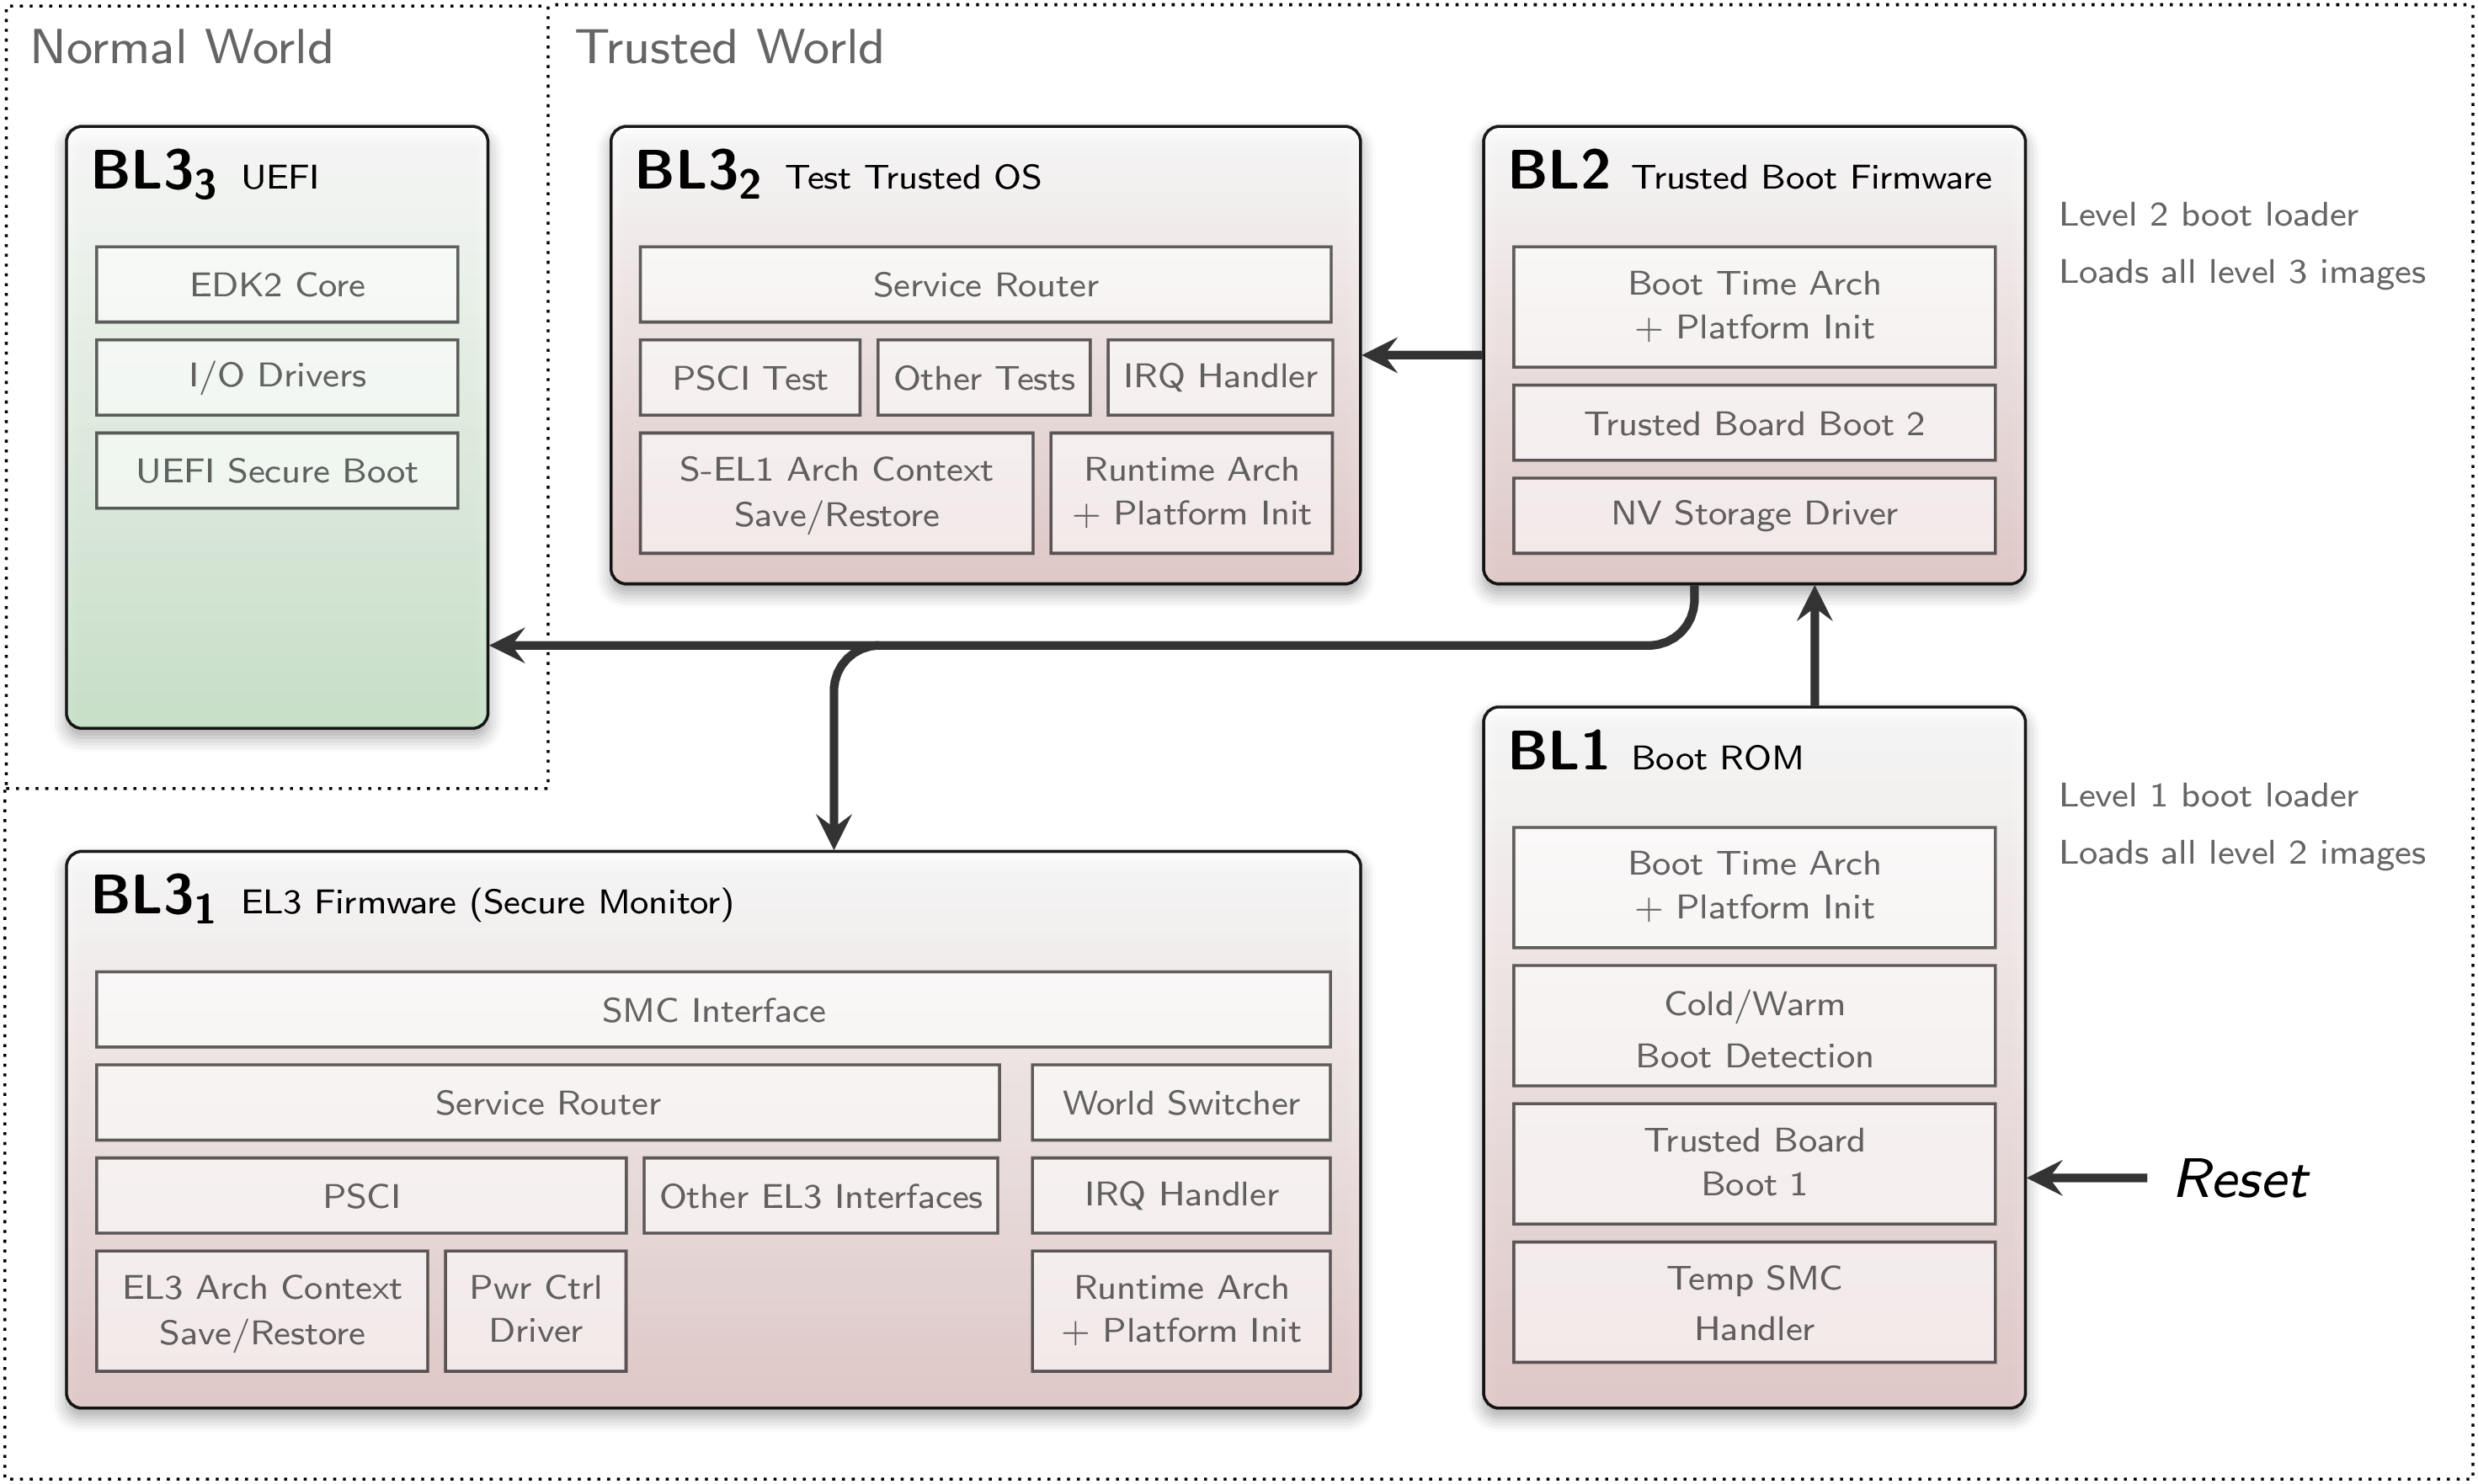 Normal World
BL3₃ UEFI
EDK2 Core
I/O Drivers
UEFI Secure Boot
Trusted World
BL3₂ Test Trusted OS
Service Router
PSCI Test
Other Tests
IRQ Handler
S-EL1 Arch Context
Save/Restore
Runtime Arch
+ Platform Init
BL2 Trusted Boot Firmware
Boot Time Arch
+ Platform Init
Trusted Board Boot 2
NV Storage Driver
Level 2 boot loader
Loads all level 3 images
BL3₁ EL3 Firmware (Secure Monitor)
SMC Interface
Service Router
World Switcher
PSCI
Other EL3 Interfaces
IRQ Handler
EL3 Arch Context
Save/Restore
Pwr Ctrl
Driver
Runtime Arch
+ Platform Init
BL1 Boot ROM
Boot Time Arch
+ Platform Init
Cold/Warm
Boot Detection
Trusted Board
Boot 1
Temp SMC
Handler
Level 1 boot loader
Loads all level 2 images
Reset